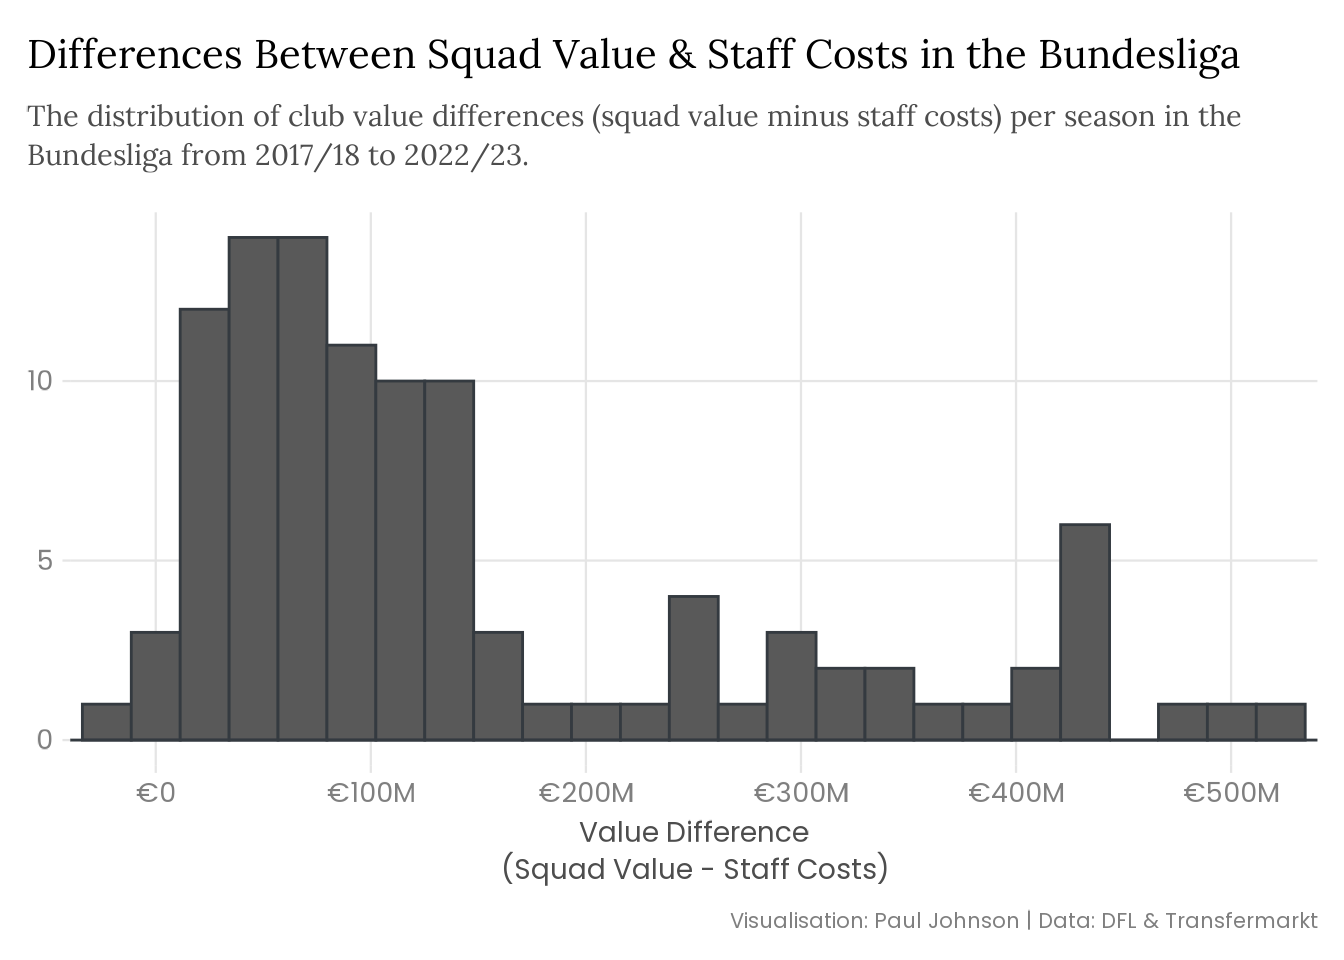 Differences Between Squad Value & Staff Costs in the Bundesliga
The distribution of club value differences (squad value minus staff costs) per season in the
Bundesliga from 2017/18 to 2022/23.
10
5
0
€0 €100M €200M €300M €400M €500M
Value Difference
(Squad Value - Staff Costs)
Visualisation: Paul Johnson | Data: DFL & Transfermarkt